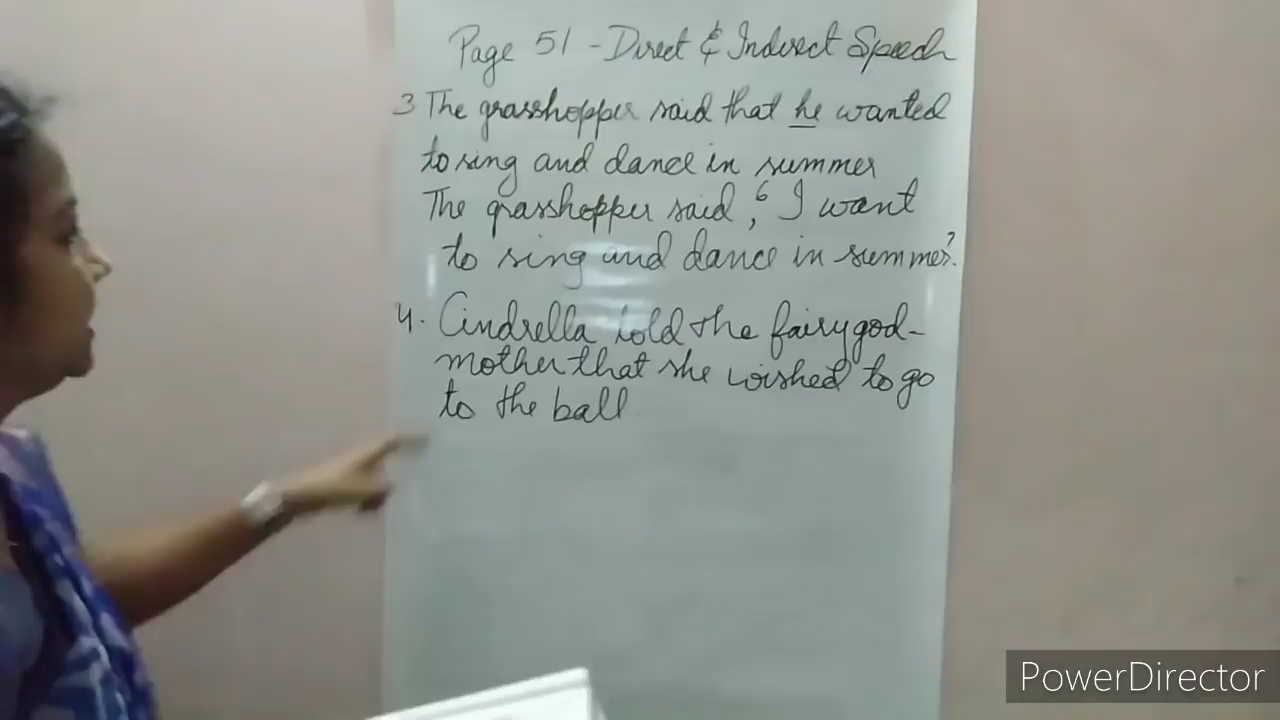 Page 51 - Direct & Indirect Speech
3 The grasshopper said that he wanted
to sing and dance in summer
The grasshopper said, ‘I want
to sing and dance in summer’.
4. Cindrella told the fairy god-
mother that she wished to go
to the ball
PowerDirector